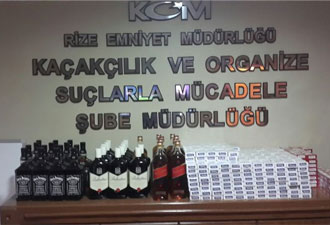 KOM
RİZE EMNİYET MÜDÜRLÜĞÜ
KAÇAKÇILIK VE ORGANİZE
SUÇLARLA MÜCADELE
ŞUBE MÜDÜRLÜĞÜ